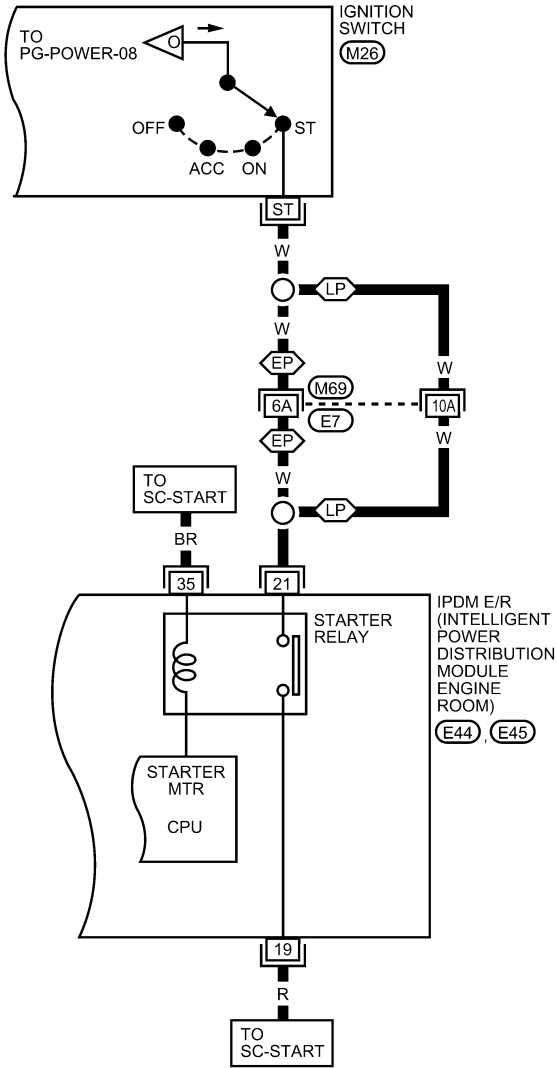 IGNITION
SWITCH
M26
TO
PG-POWER-08
O
OFF
ACC
ON
ST
ST
W
LP
W
EP
W
M69
6A
10A
E7
EP
W
W
LP
TO
SC-START
BR
35
21
STARTER
RELAY
IPDM E/R
(INTELLIGENT
POWER
DISTRIBUTION
MODULE
ENGINE
ROOM)
E44 , E45
STARTER
MTR
CPU
19
R
TO
SC-START